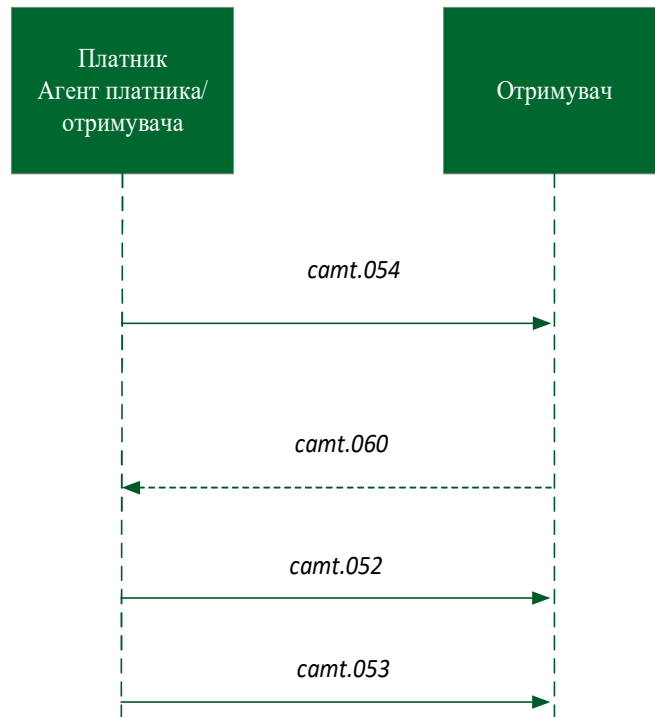 Платник
Агент платника/
отримувача
Отримувач
camt.054
camt.060
camt.052
camt.053